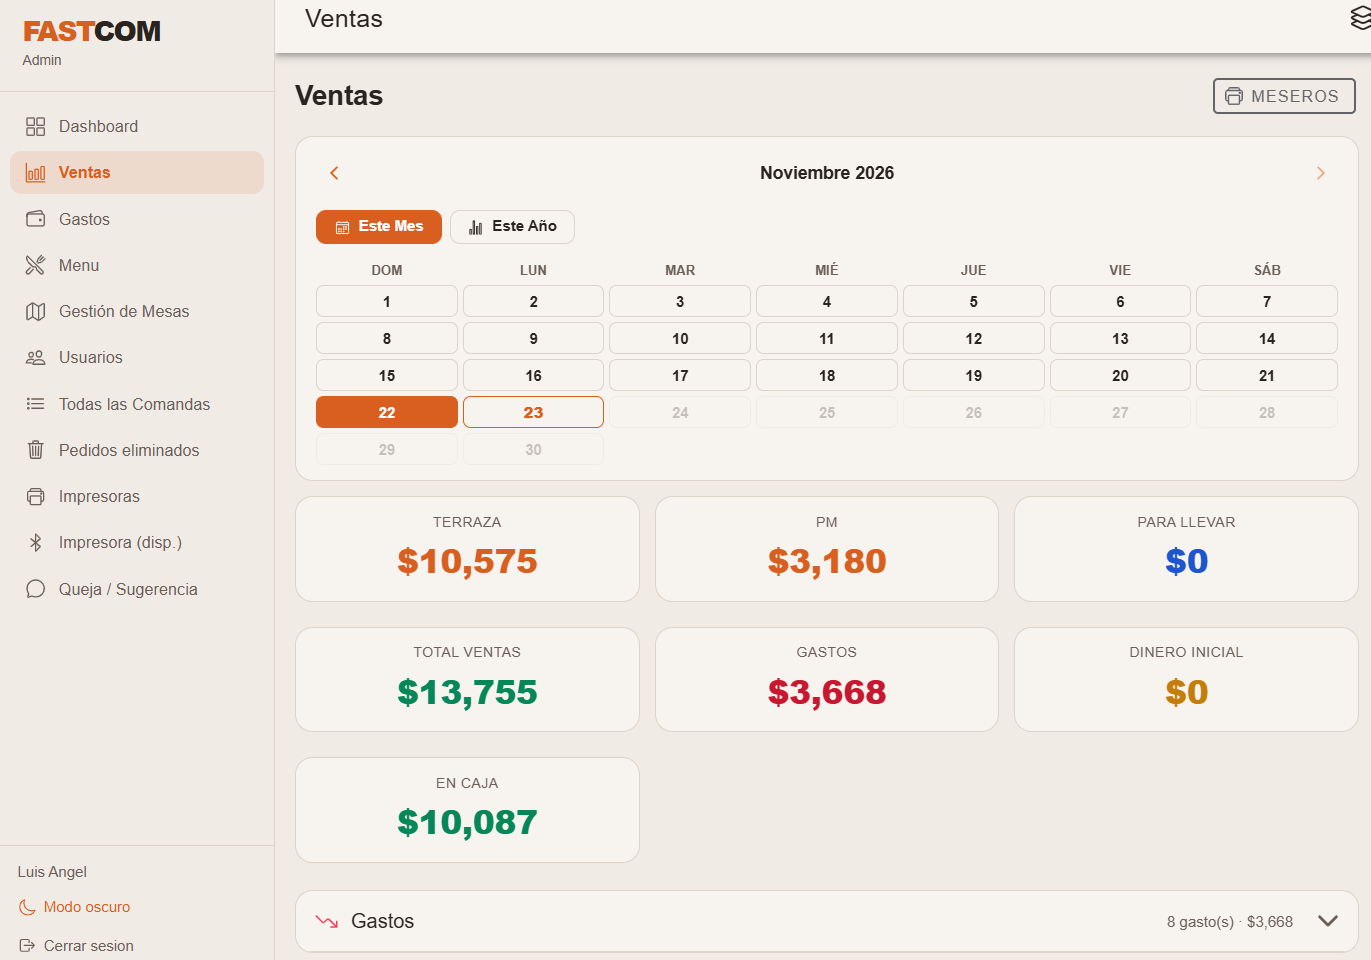 FASTCOM
Admin
Dashboard
Ventas
Gastos
Menu
Gestión de Mesas
Usuarios
Todas las Comandas
Pedidos eliminados
Impresoras
Impresora (disp.)
Queja / Sugerencia
Luis Angel
Modo oscuro
Cerrar sesion
Ventas
Ventas
MESEROS
Noviembre 2026
Este Mes Este Año
DOM LUN MAR MIÉ JUE VIE SÁB
1 2 3 4 5 6 7
8 9 10 11 12 13 14
15 16 17 18 19 20 21
22 23 24 25 26 27 28
29 30
TERRAZA
$10,575
PM
$3,180
PARA LLEVAR
$0
TOTAL VENTAS
$13,755
GASTOS
$3,668
DINERO INICIAL
$0
EN CAJA
$10,087
Gastos 8 gasto(s) · $3,668